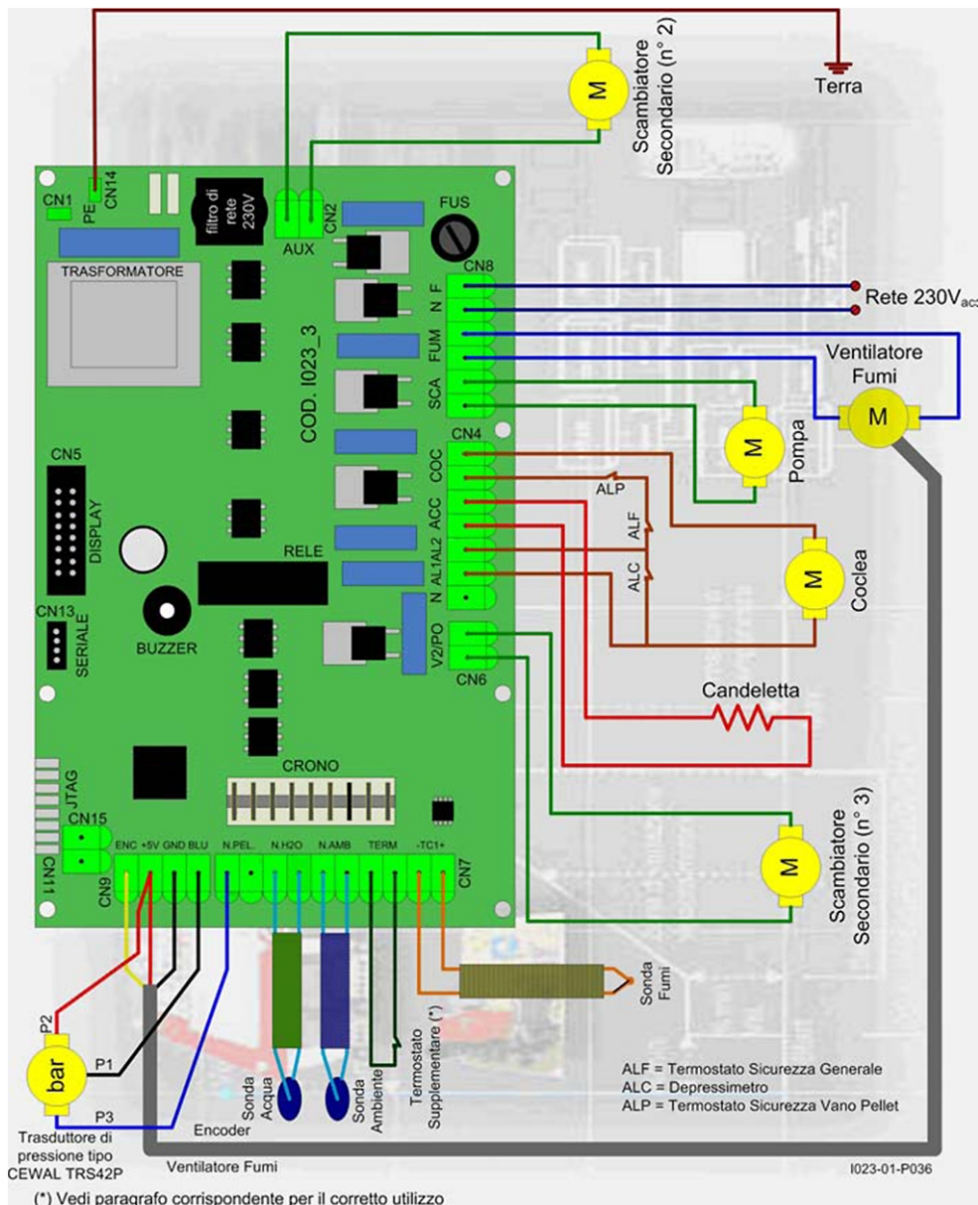 Scambiatore
Secondario (n° 2)
M
Terra
CN1
PE
CN14
filtro di
rete
230V
CN2
AUX
FUS
TRASFORMATORE
COD. I023_3
CN8
N F
FUM
SCA
Rete 230Vac
Ventilatore
Fumi
M
M
Pompa
CN4
COC
ACC
AL1AL2
N
ALP
ALF
ALC
M
Coclea
CN5
DISPLAY
RELE
CN13
SERIALE
BUZZER
V2/PO
CN6
Candeletta
CRONO
JTAG
CN15
CN11
CN9
ENC +5V GND BLU N.PEL. N.H2O N.AMB TERM -TC1+
CN7
M
Scambiatore
Secondario (n° 3)
P2
bar
P1
P3
Trasduttore di
pressione tipo
CEWAL TRS42P
Encoder
Ventilatore Fumi
Sonda
Acqua
Sonda
Ambiente
Termostato
Supplementare (*)
Sonda
Fumi
ALF = Termostato Sicurezza Generale
ALC = Depressimetro
ALP = Termostato Sicurezza Vano Pellet
I023-01-P036
(*) Vedi paragrafo corrispondente per il corretto utilizzo